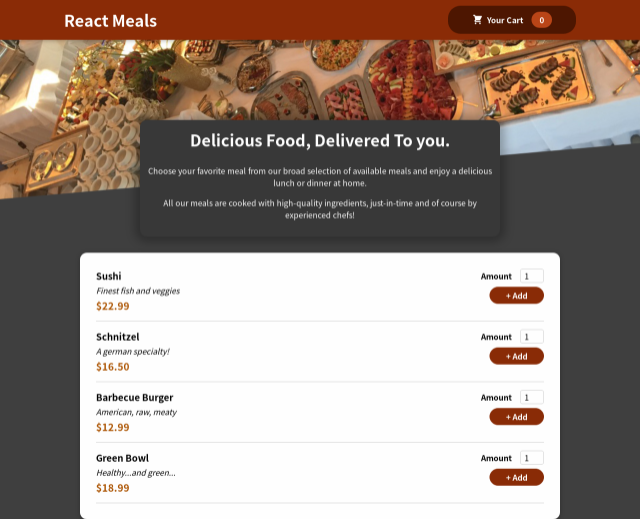 React Meals
Your Cart 0
Delicious Food, Delivered To you.
Choose your favorite meal from our broad selection of available meals and enjoy a delicious
lunch or dinner at home.
All our meals are cooked with high-quality ingredients, just-in-time and of course by
experienced chefs!
Sushi
Finest fish and veggies
$22.99
Amount 1
+ Add
Schnitzel
A german specialty!
$16.50
Amount 1
+ Add
Barbecue Burger
American, raw, meaty
$12.99
Amount 1
+ Add
Green Bowl
Healthy...and green...
$18.99
Amount 1
+ Add